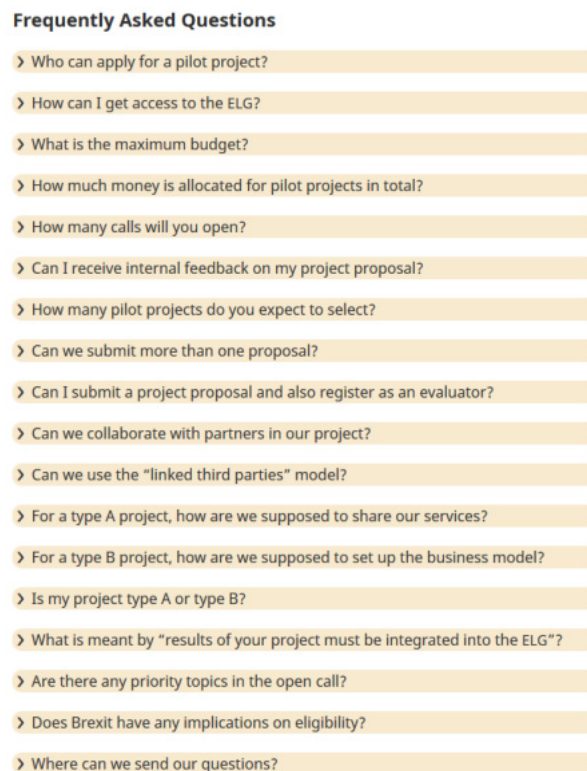 Frequently Asked Questions
Who can apply for a pilot project?
How can I get access to the ELG?
What is the maximum budget?
How much money is allocated for pilot projects in total?
How many calls will you open?
Can I receive internal feedback on my project proposal?
How many pilot projects do you expect to select?
Can we submit more than one proposal?
Can I submit a project proposal and also register as an evaluator?
Can we collaborate with partners in our project?
Can we use the “linked third parties” model?
For a type A project, how are we supposed to share our services?
For a type B project, how are we supposed to set up the business model?
Is my project type A or type B?
What is meant by “results of your project must be integrated into the ELG”?
Are there any priority topics in the open call?
Does Brexit have any implications on eligibility?
Where can we send our questions?